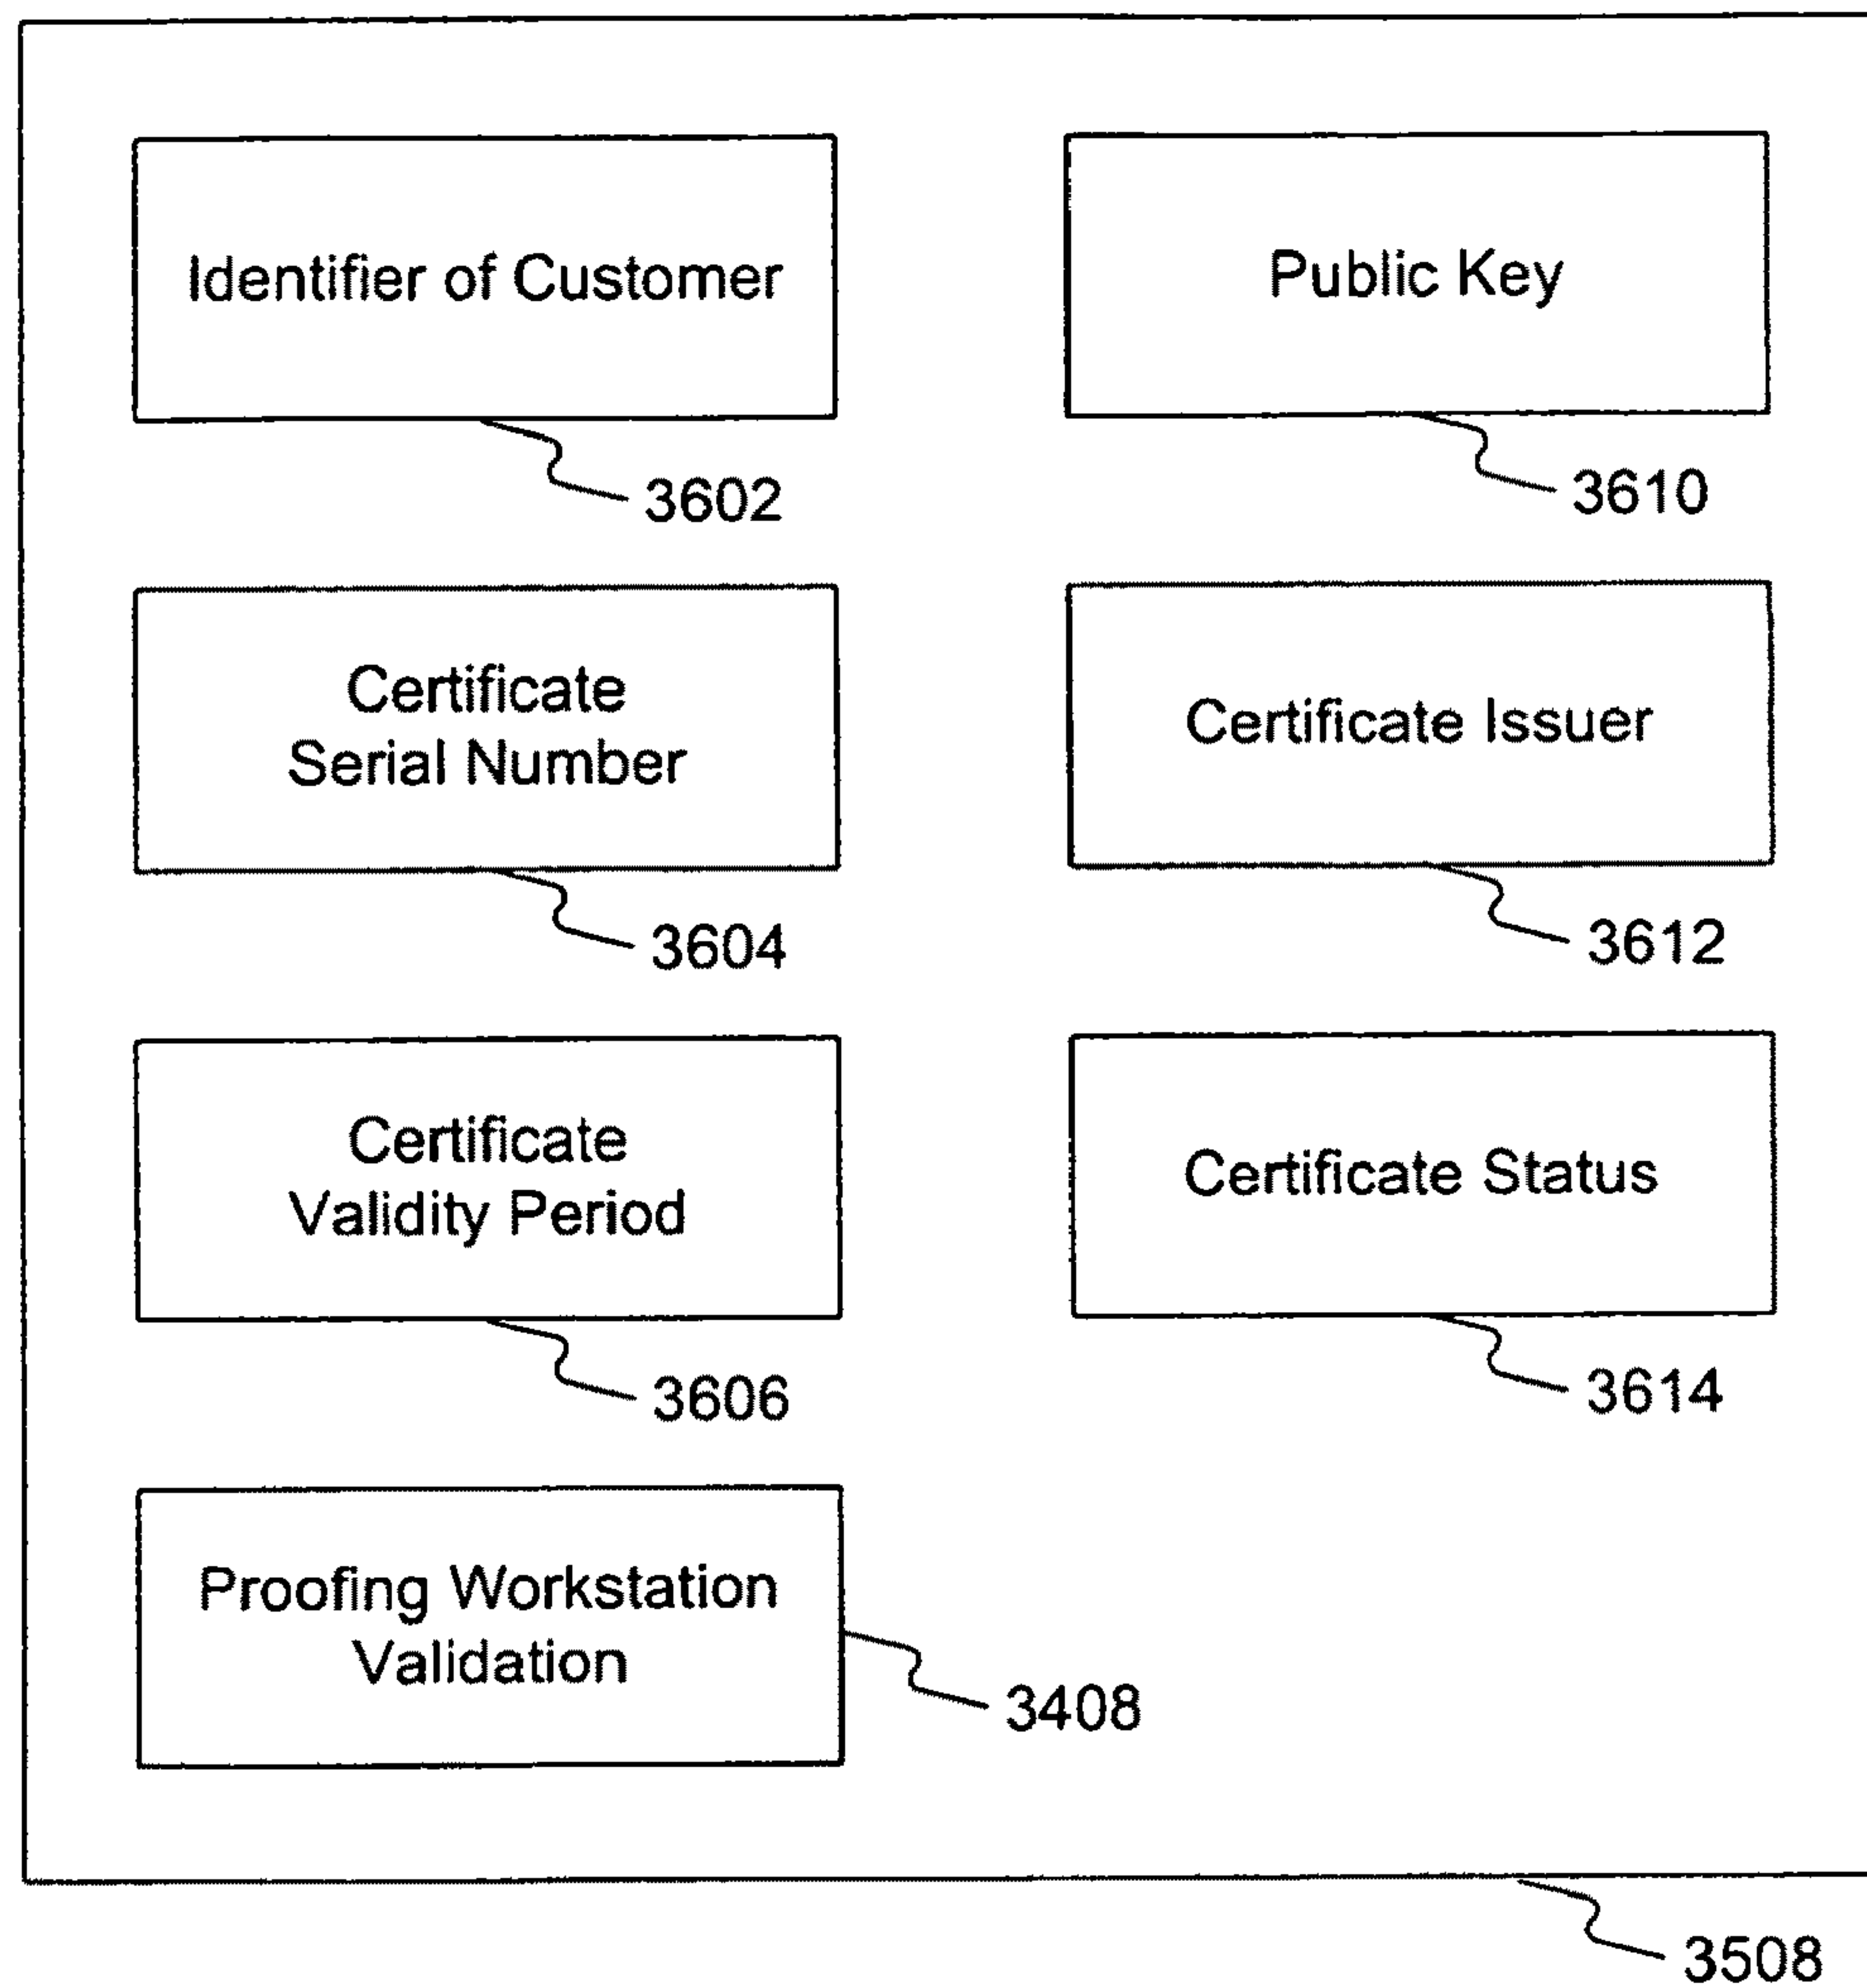 Identifier of Customer
3602
Public Key
3610
Certificate
Serial Number
3604
Certificate Issuer
3612
Certificate
Validity Period
3606
Certificate Status
3614
Proofing Workstation
Validation
3408
3508